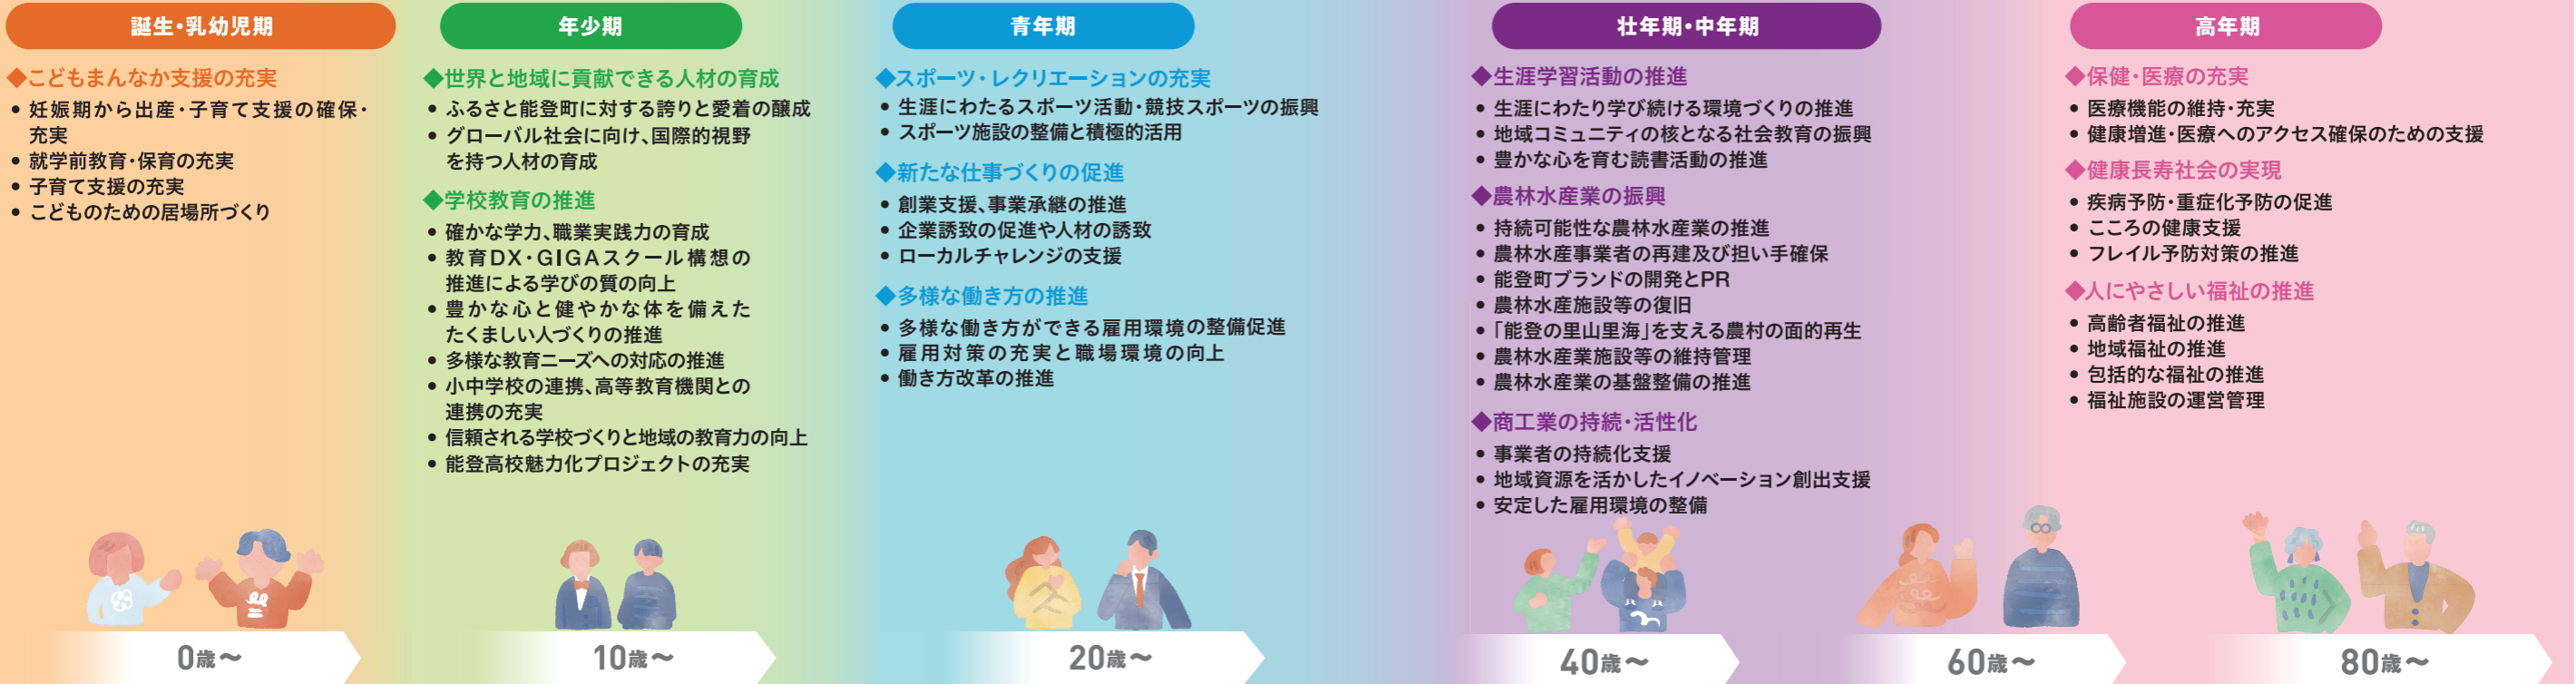 誕生・乳幼児期
◆こどもまんなか支援の充実
• 妊娠期から出産・子育て支援の確保・
充実
• 就学前教育・保育の充実
• 子育て支援の充実
• こどものための居場所づくり
年少期
◆世界と地域に貢献できる人材の育成
• ふるさと能登町に対する誇りと愛着の醸成
• グローバル社会に向け、国際的視野
を持つ人材の育成
◆学校教育の推進
• 確かな学力、職業実践力の育成
• 教育DX・GIGAスクール構想の
推進による学びの質の向上
• 豊かな心と健やかな体を備えた
たくましい人づくりの推進
• 多様な教育ニーズへの対応の推進
• 小中学校の連携、高等教育機関との
連携の充実
• 信頼される学校づくりと地域の教育力の向上
• 能登高校魅力化プロジェクトの充実
青年期
◆スポーツ・レクリエーションの充実
• 生涯にわたるスポーツ活動・競技スポーツの振興
• スポーツ施設の整備と積極的活用
◆新たな仕事づくりの促進
• 創業支援、事業承継の推進
• 企業誘致の促進や人材の誘致
• ローカルチャレンジの支援
◆多様な働き方の推進
• 多様な働き方ができる雇用環境の整備促進
• 雇用対策の充実と職場環境の向上
• 働き方改革の推進
壮年期・中年期
◆生涯学習活動の推進
• 生涯にわたり学び続ける環境づくりの推進
• 地域コミュニティの核となる社会教育の振興
• 豊かな心を育む読書活動の推進
◆農林水産業の振興
• 持続可能性な農林水産業の推進
• 農林水産事業者の再建及び担い手確保
• 能登町ブランドの開発とPR
• 農林水産施設等の復旧
• 「能登の里山里海」を支える農村の面的再生
• 農林水産業施設等の維持管理
• 農林水産業の基盤整備の推進
◆商工業の持続・活性化
• 事業者の持続化支援
• 地域資源を活かしたイノベーション創出支援
• 安定した雇用環境の整備
高年期
◆保健・医療の充実
• 医療機能の維持・充実
• 健康増進・医療へのアクセス確保のための支援
◆健康長寿社会の実現
• 疾病予防・重症化予防の促進
• こころの健康支援
• フレイル予防対策の推進
◆人にやさしい福祉の推進
• 高齢者福祉の推進
• 地域福祉の推進
• 包括的な福祉の推進
• 福祉施設の運営管理
0歳〜
10歳〜
20歳〜
40歳〜
60歳〜
80歳〜